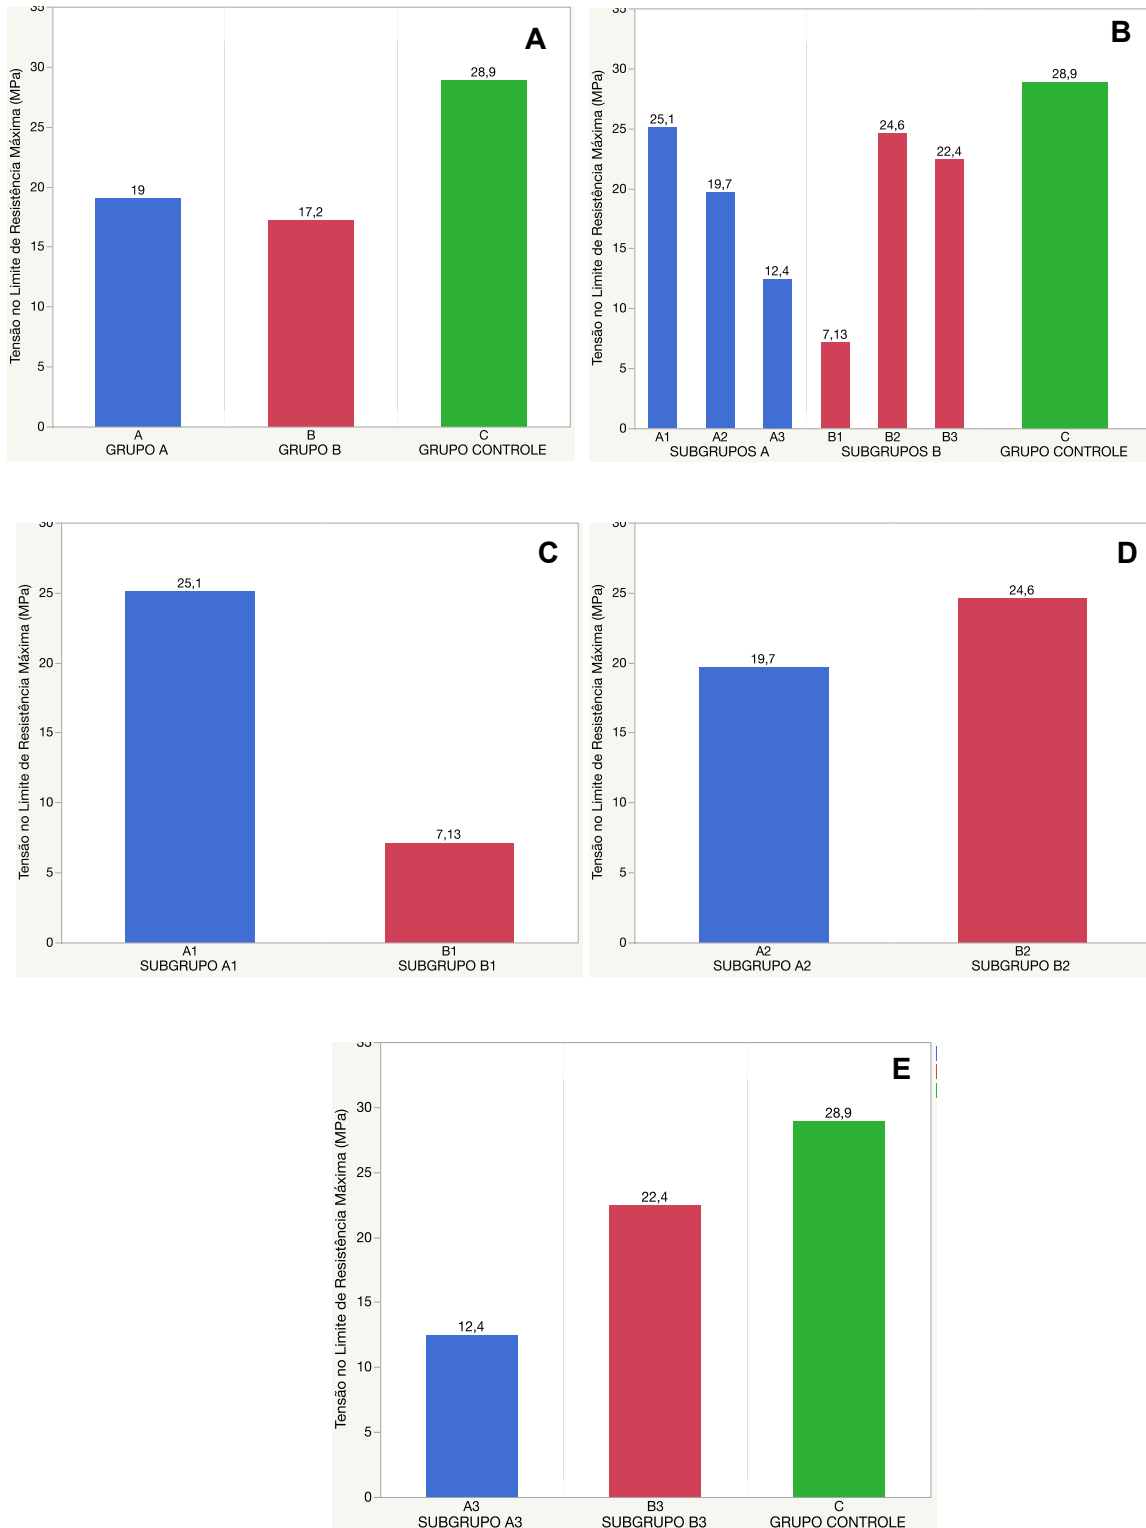 A
Tensão no Limite de Resistência Máxima (MPa)
35
30
25
20
15
10
5
0
19
17,2
28,9
A
B
C
GRUPO A
GRUPO B
GRUPO CONTROLE
B
Tensão no Limite de Resistência Máxima (MPa)
35
30
25
20
15
10
5
0
25,1
19,7
12,4
7,13
24,6
22,4
28,9
A1
A2
A3
B1
B2
B3
C
SUBGRUPOS A
SUBGRUPOS B
GRUPO CONTROLE
C
Tensão no Limite de Resistência Máxima (MPa)
30
25
20
15
10
5
0
25,1
7,13
A1
B1
SUBGRUPO A1
SUBGRUPO B1
D
Tensão no Limite de Resistência Máxima (MPa)
30
25
20
15
10
5
0
19,7
24,6
A2
B2
SUBGRUPO A2
SUBGRUPO B2
E
Tensão no Limite de Resistência Máxima (MPa)
35
30
25
20
15
10
5
0
12,4
22,4
28,9
A3
B3
C
SUBGRUPO A3
SUBGRUPO B3
GRUPO CONTROLE